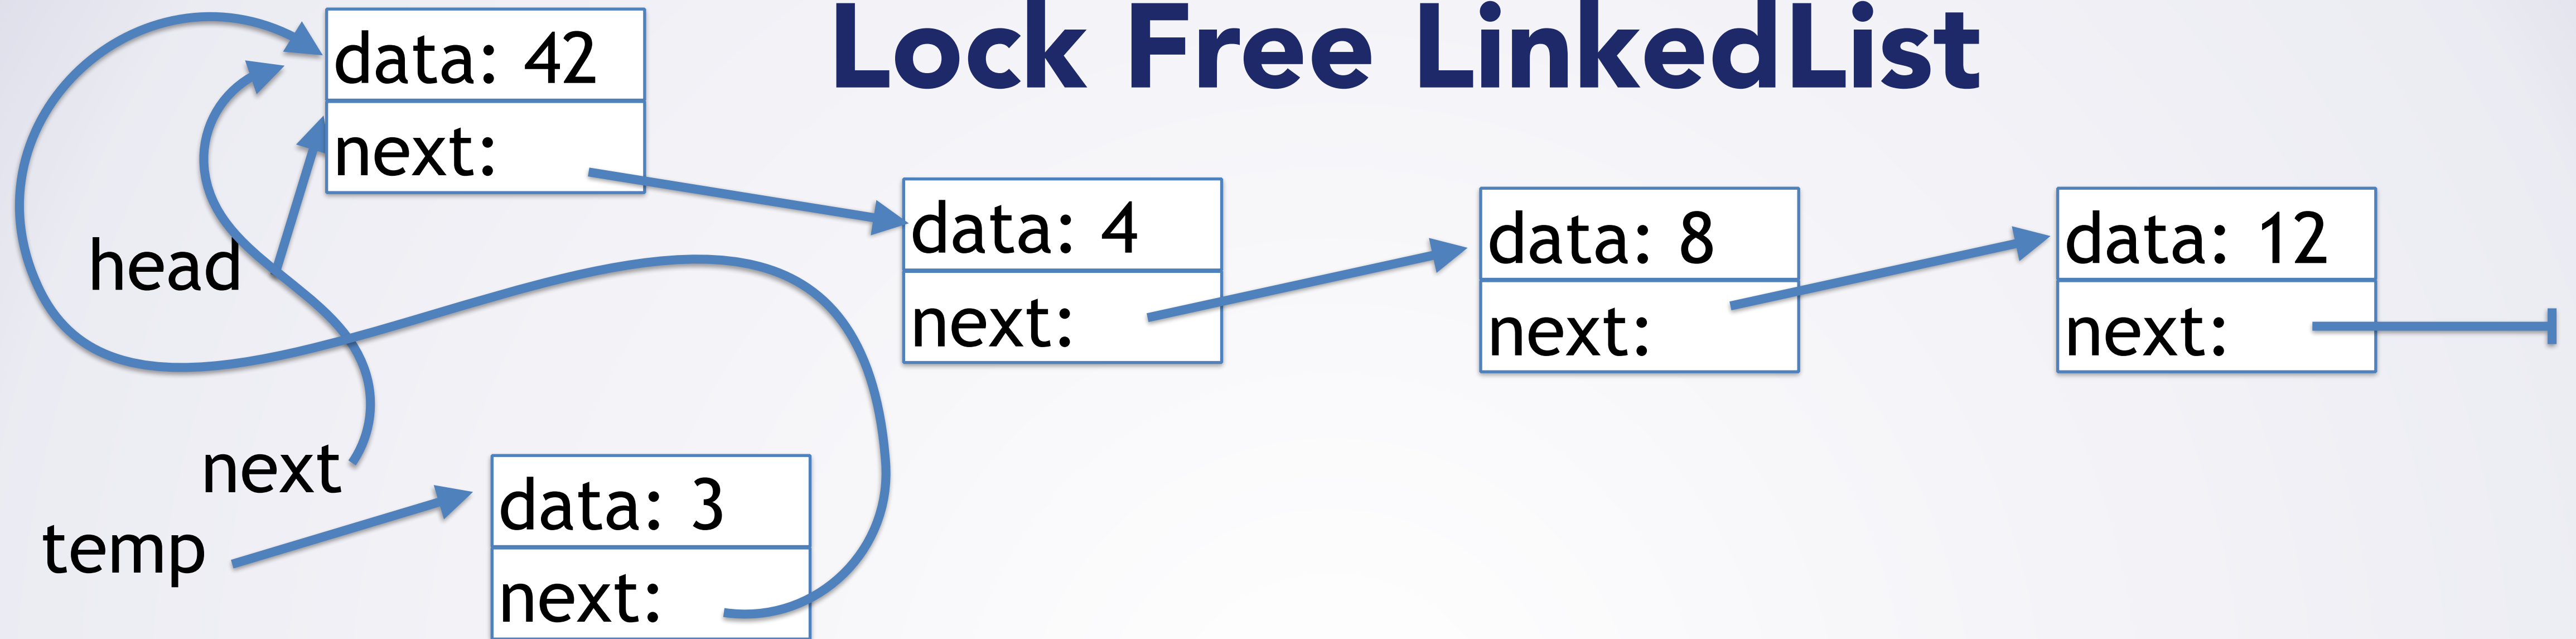 Lock Free LinkedList
data: 42
next:
head
data: 4
next:
data: 8
next:
data: 12
next:
next
temp
data: 3
next: